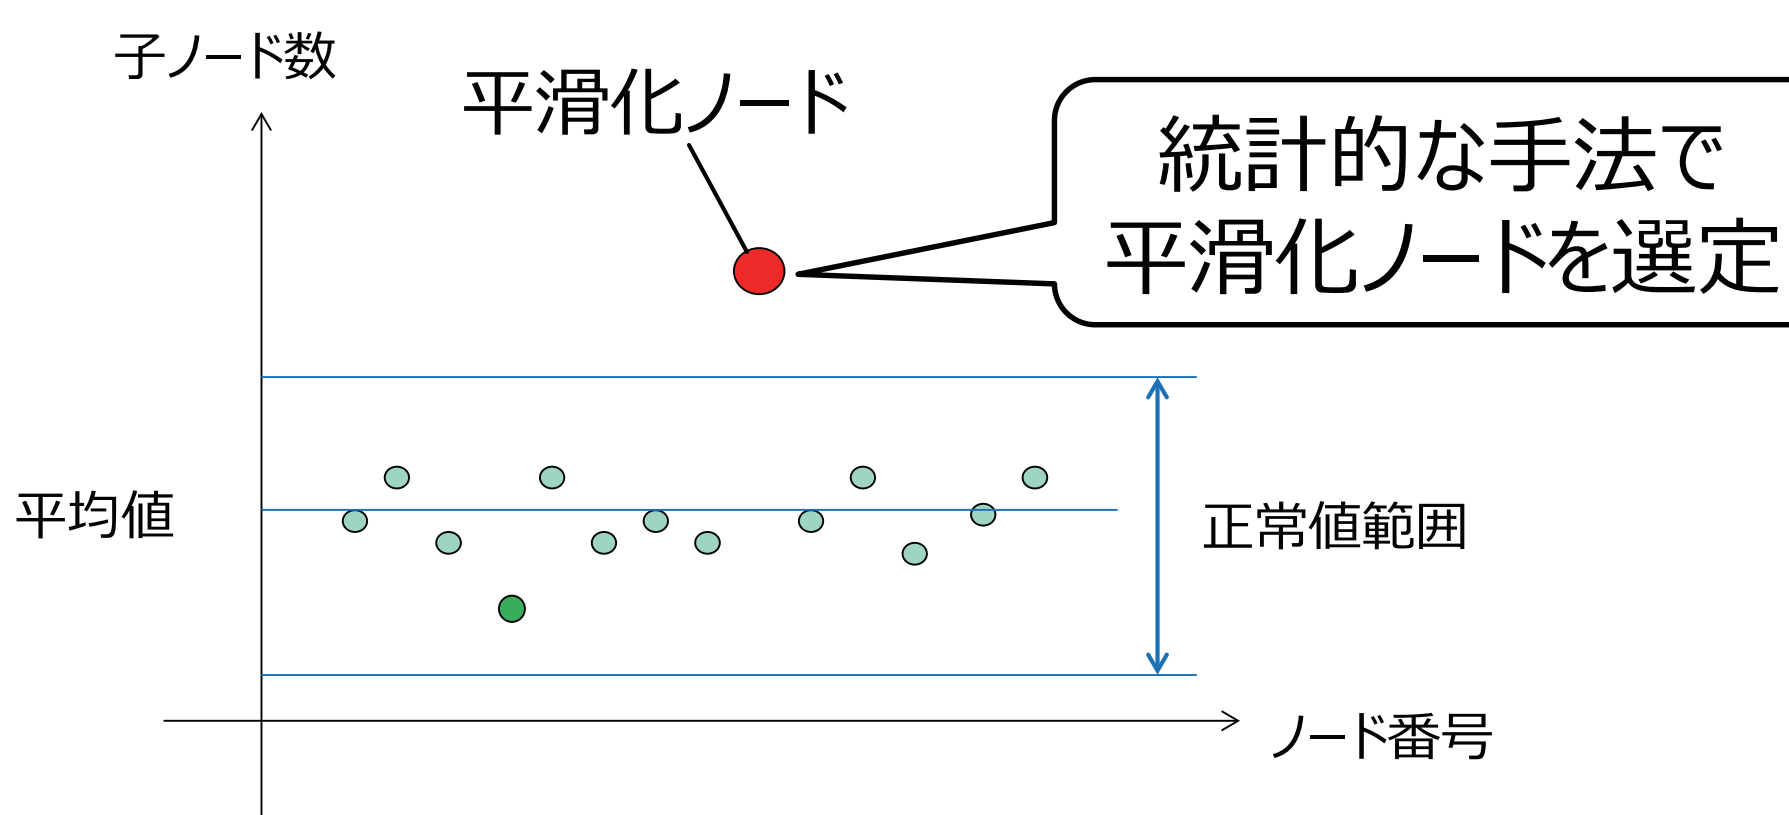 子ノード数
平滑化ノード
統計的な手法で
平滑化ノードを選定
平均値
正常値範囲
ノード番号